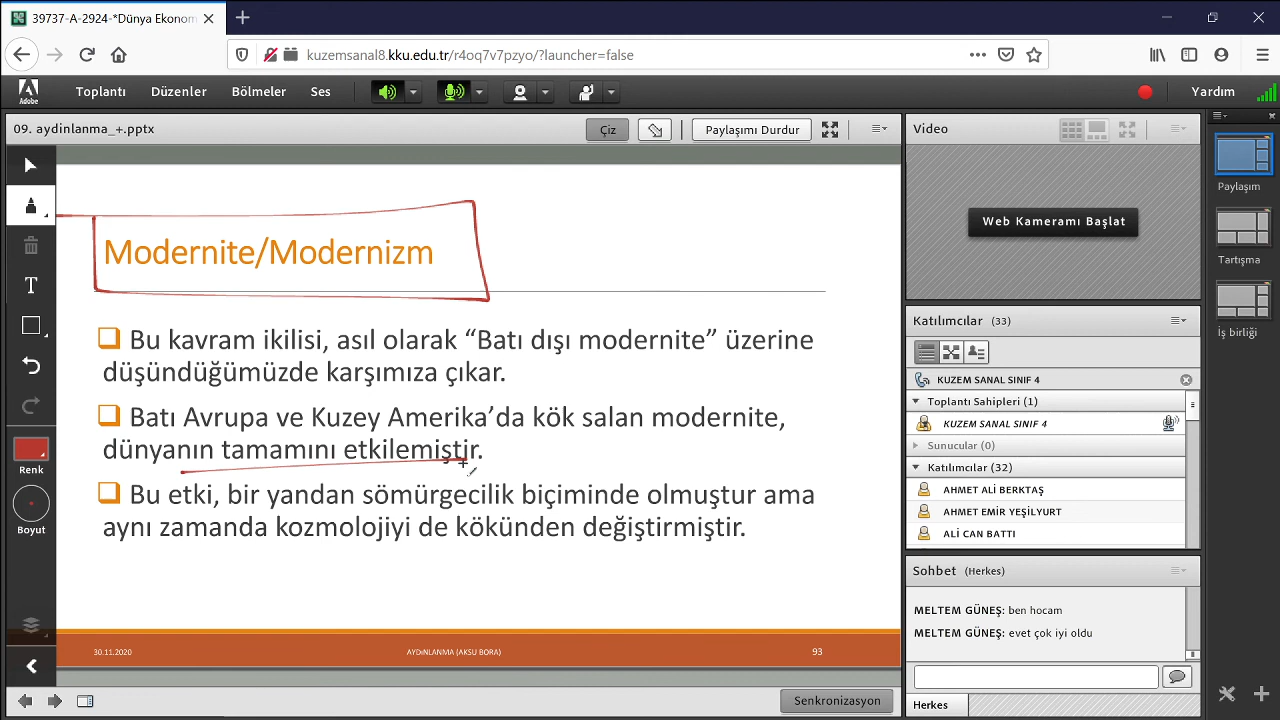 39737-A-2924-*Dünya Ekonom
kuzemsanal8.kku.edu.tr/r4oq7v7pzyo/?launcher=false
Adobe
Toplantı
Düzenler
Bölmeler
Ses
Yardım
09. aydinlanma_+.pptx
Çiz
Paylaşımı Durdur
Modernite/Modernizm
Bu kavram ikilisi, asıl olarak “Batı dışı modernite” üzerine
düşündüğümüzde karşımıza çıkar.
Batı Avrupa ve Kuzey Amerika’da kök salan modernite,
dünyanın tamamını etkilemiştir.
Bu etki, bir yandan sömürgecilik biçiminde olmuştur ama
aynı zamanda kozmolojiyi de kökünden değiştirmiştir.
30.11.2020
AYDıNLANMA (AKSU BORA)
93
T
Renk
Boyut
Senkronizasyon
Video
Web Kameramı Başlat
Katılımcılar (33)
KUZEM SANAL SINIF 4
Toplantı Sahipleri (1)
KUZEM SANAL SINIF 4
Sunucular (0)
Katılımcılar (32)
AHMET ALİ BERKTAŞ
AHMET EMİR YEŞİLYURT
ALİ CAN BATTI
Sohbet (Herkes)
MELTEM GÜNEŞ: ben hocam
MELTEM GÜNEŞ: evet çok iyi oldu
Herkes
Paylaşım
Tartışma
İş birliği